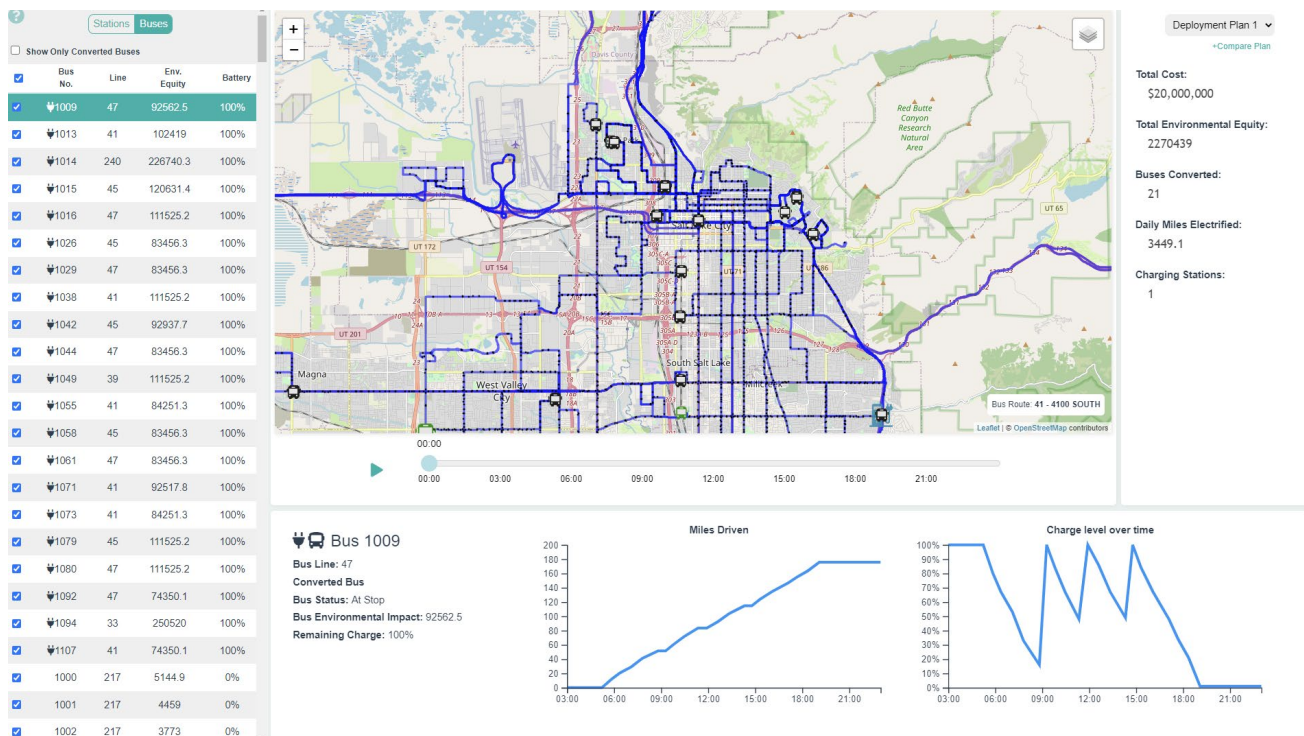 ?
Stations Buses
Show Only Converted Buses
Bus No. Line Env. Equity Battery
1009 47 92562.5 100%
1013 41 102419 100%
1014 240 226740.3 100%
1015 45 120631.4 100%
1016 47 111525.2 100%
1026 45 83456.3 100%
1029 47 83456.3 100%
1038 41 111525.2 100%
1042 45 92937.7 100%
1044 47 83456.3 100%
1049 39 111525.2 100%
1055 41 84251.3 100%
1058 45 83456.3 100%
1061 47 83456.3 100%
1071 41 92517.8 100%
1073 41 84251.3 100%
1079 45 111525.2 100%
1080 47 111525.2 100%
1092 47 74350.1 100%
1094 33 250520 100%
1107 41 74350.1 100%
1000 217 5144.9 0%
1001 217 4459 0%
1002 217 3773 0%
+
−
Davis County
Red Butte
Canyon
Research
Natural
Area
UT 65
UT 172
UT 154
UT 71
UT 201
Salt Lake City
South Salt Lake
Magna
West Valley
City
Millcreek
Bus Route: 41 - 4100 SOUTH
Leaflet | © OpenStreetMap contributors
00:00
00:00 03:00 06:00 09:00 12:00 15:00 18:00 21:00
Deployment Plan 1
+Compare Plan
Total Cost:
$20,000,000
Total Environmental Equity:
2270439
Buses Converted:
21
Daily Miles Electrified:
3449.1
Charging Stations:
1
Bus 1009
Bus Line: 47
Converted Bus
Bus Status: At Stop
Bus Environmental Impact: 92562.5
Remaining Charge: 100%
Miles Driven
200
180
160
140
120
100
80
60
40
20
0
03:00 06:00 09:00 12:00 15:00 18:00 21:00
Charge level over time
100%
90%
80%
70%
60%
50%
40%
30%
20%
10%
0%
03:00 06:00 09:00 12:00 15:00 18:00 21:00